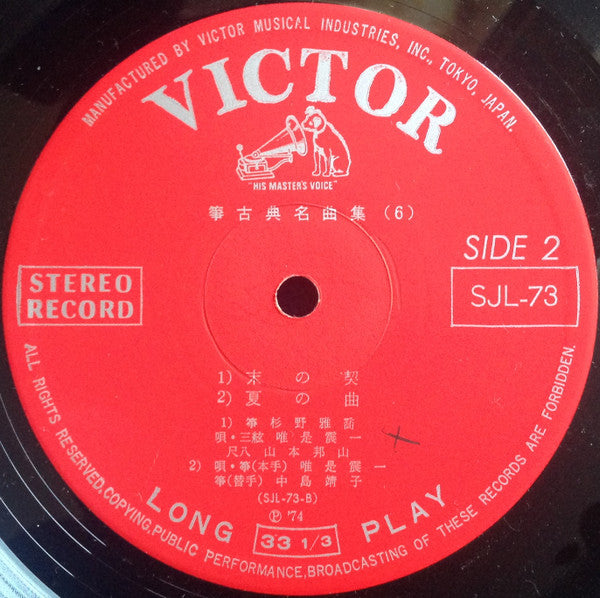 MANUFACTURED BY VICTOR MUSICAL INDUSTRIES, INC., TOKYO, JAPAN.
VICTOR
"HIS MASTER'S VOICE"
箏古典名曲集(6)
SIDE 2
STEREO
RECORD
SJL-73
1) 末の契
2) 夏の曲
1) 箏 杉野雅
唄・三絃 唯是震一
尺八 山本邦山
2) 唄・箏(本手) 唯是震一
箏(替手) 中島靖子
(SJL-73-B)
Ⓟ '74
LONG PLAY
33 1/3
ALL RIGHTS RESERVED,COPYING,PUBLIC PERFORMANCE,BROADCASTING OF THESE RECORDS ARE FORBIDDEN.